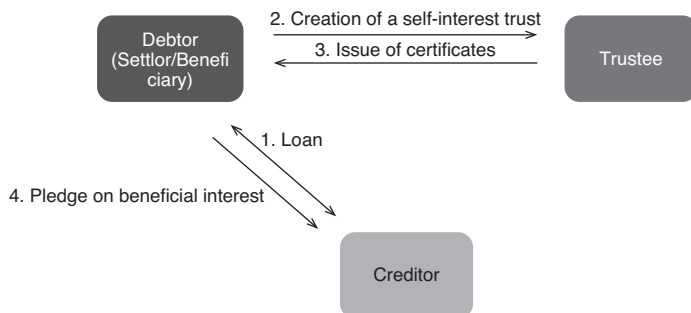 2. Creation of a self-interest trust
Debtor
(Settlor/Benefi
ciary)
3. Issue of certificates
Trustee
1. Loan
4. Pledge on beneficial interest
Creditor